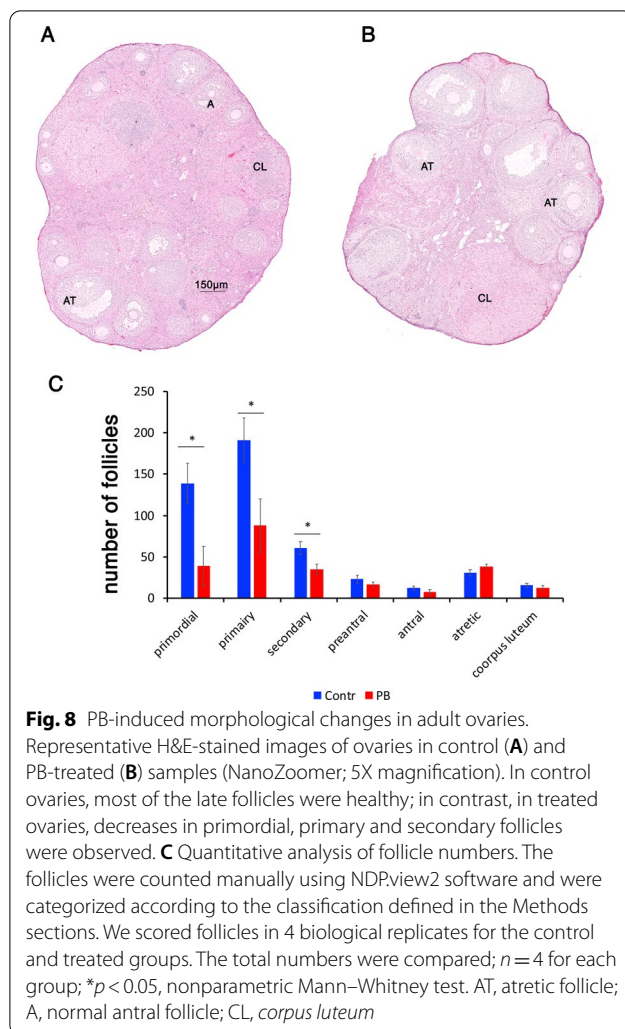 A
B
A
CL
AT
150µm
AT
AT
CL
C
number of follicles
250
200
150
100
50
0
*
*
*
primordial
primairy
secondary
preantral
antral
atretic
coorpus luteum
Contr PB
Fig. 8 PB-induced morphological changes in adult ovaries.
Representative H&E-stained images of ovaries in control (A) and
PB-treated (B) samples (NanoZoomer; 5X magnification). In control
ovaries, most of the late follicles were healthy; in contrast, in treated
ovaries, decreases in primordial, primary and secondary follicles
were observed. C Quantitative analysis of follicle numbers. The
follicles were counted manually using NDP.view2 software and were
categorized according to the classification defined in the Methods
sections. We scored follicles in 4 biological replicates for the control
and treated groups. The total numbers were compared; n = 4 for each
group; *p < 0.05, nonparametric Mann–Whitney test. AT, atretic follicle;
A, normal antral follicle; CL, corpus luteum